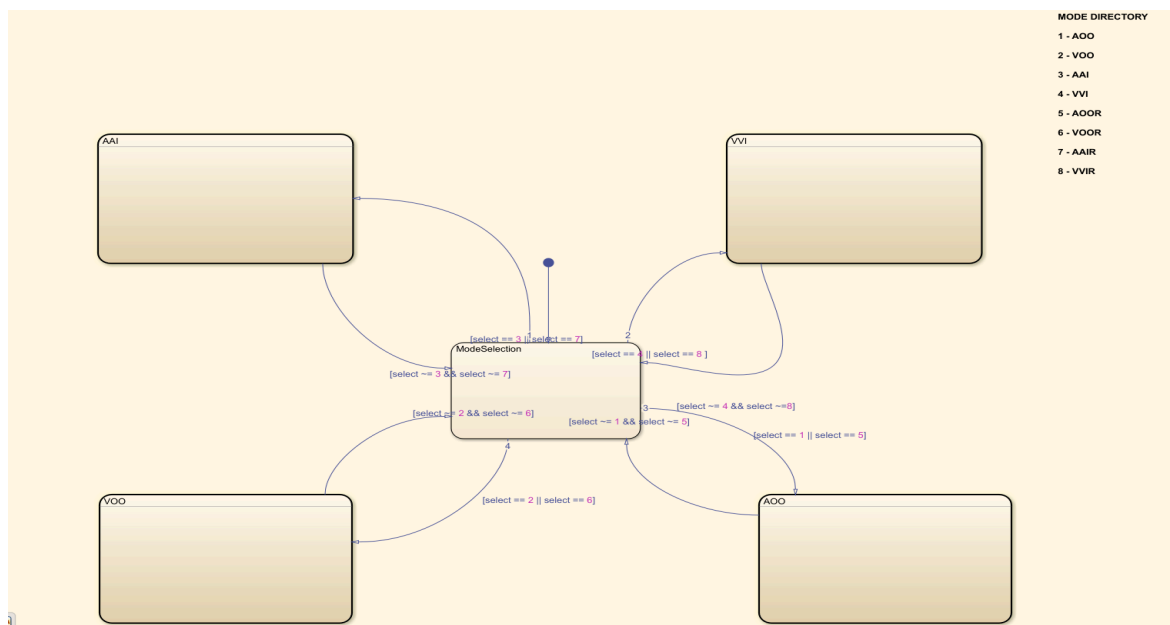 MODE DIRECTORY
1 - AOO
2 - VOO
3 - AAI
4 - VVI
5 - AOOR
6 - VOOR
7 - AAIR
8 - VVIR
AAI
VVI
1
2
[select == 3 || select == 7]
ModeSelection
[select == 4 || select == 8 ]
[select ~= 3 && select ~= 7]
3
[select ~= 4 && select ~=8]
[select ~= 2 && select ~= 6]
[select ~= 1 && select ~= 5]
[select == 1 || select == 5]
4
VOO
[select == 2 || select == 6]
AOO